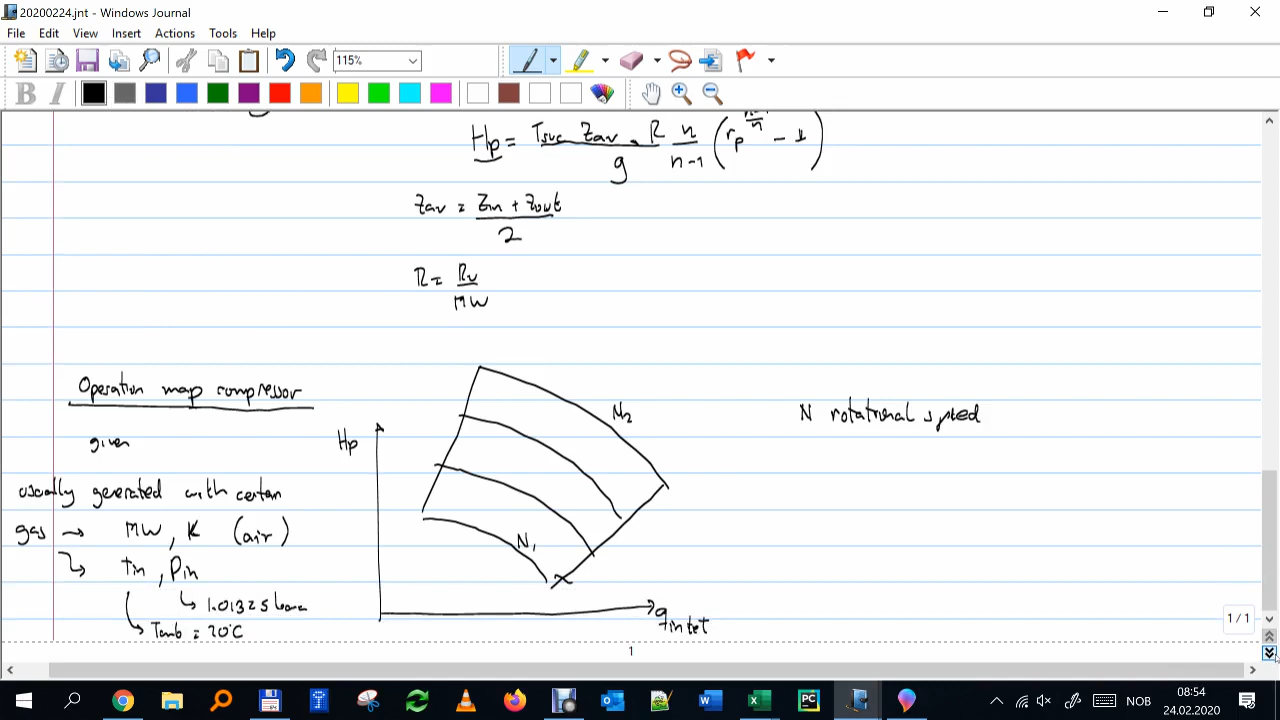 20200224.jnt - Windows Journal
File Edit View Insert Actions Tools Help
115%
B I
Hp = Tsuc Zav . R / g n / n-1 (rp^(n-1/n) - 1)
Zav = Zin + Zout / 2
R = Ru / MW
Operation map compressor
given
usually generated with certain
gas → MW, K (air)
Tin, Pin
1.01325 bara
Tamb = 20°C
Hp
N2
N1
qinlet
N rotational speed
1 / 1
1
NOB
08:54
24.02.2020